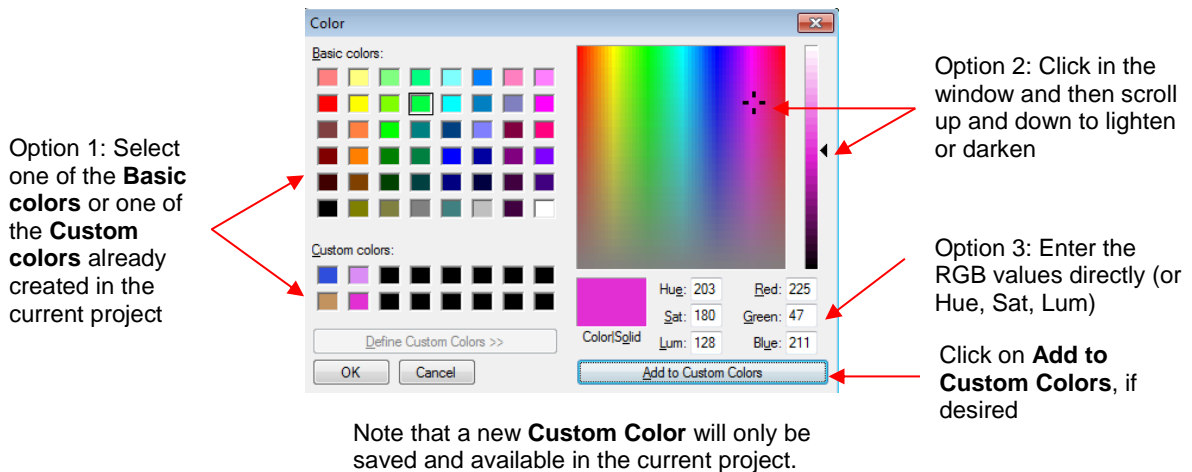 Color
Basic colors:
Option 1: Select
one of the Basic
colors or one of
the Custom
colors already
created in the
current project
Custom colors:
Define Custom Colors >>
OK Cancel
Color|Solid
Hue: 203 Red: 225
Sat: 180 Green: 47
Lum: 128 Blue: 211
Add to Custom Colors
Option 2: Click in the
window and then scroll
up and down to lighten
or darken
Option 3: Enter the
RGB values directly (or
Hue, Sat, Lum)
Click on Add to
Custom Colors, if
desired
Note that a new Custom Color will only be
saved and available in the current project.